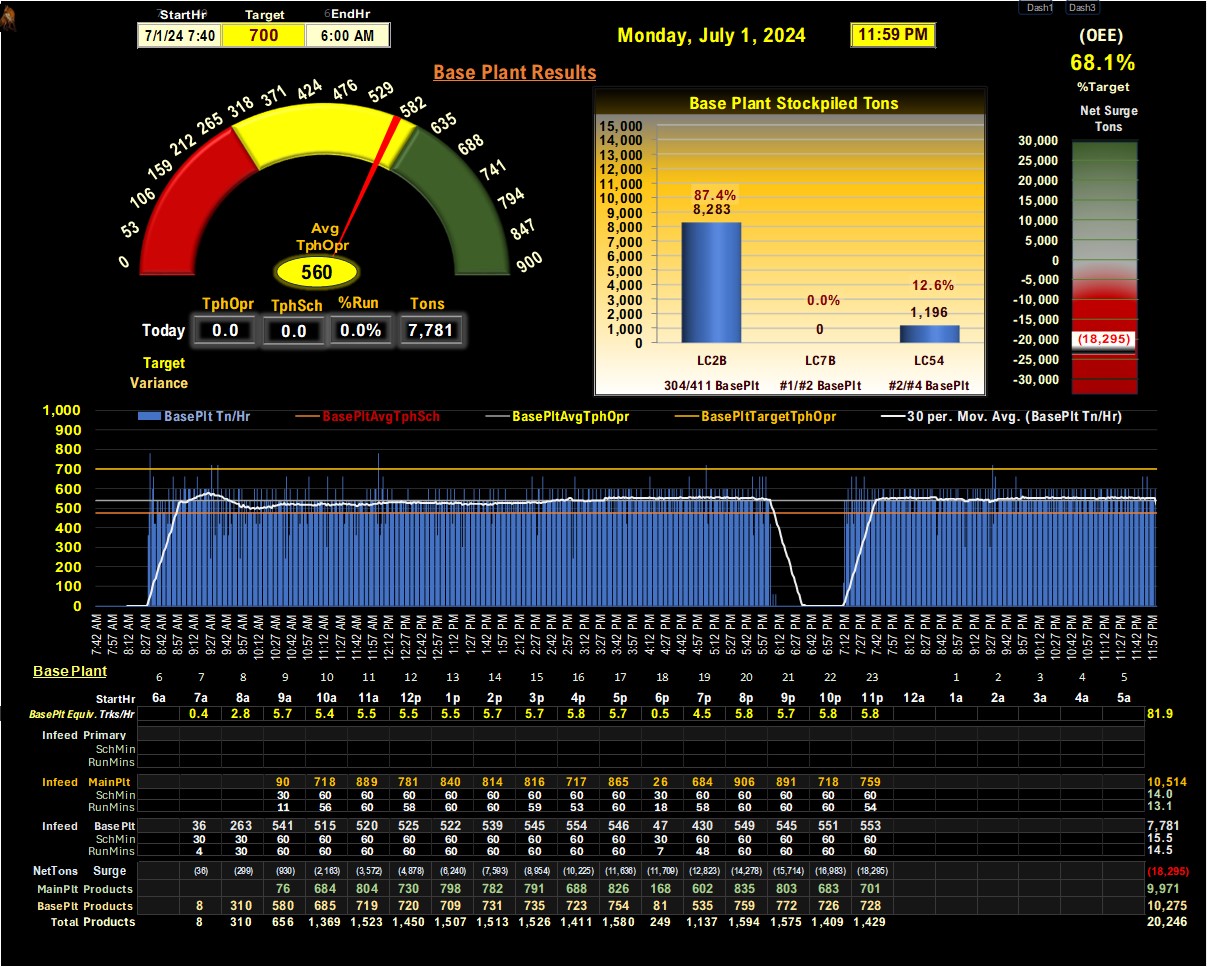 StartHr Target EndHr Dash1 Dash3
7/1/24 7:40 700 6:00 AM
Monday, July 1, 2024 11:59 PM
(OEE)
68.1%
%Target
Base Plant Results
0 53 106 159 212 265 318 371 424 476 529 582 635 688 741 794 847 900
Avg
TphOpr
560
TphOpr TphSch %Run Tons
Today 0.0 0.0 0.0% 7,781
Target
Variance
Base Plant Stockpiled Tons
15,000
14,000
13,000
12,000
11,000
10,000
9,000
8,000
7,000
6,000
5,000
4,000
3,000
2,000
1,000
0
87.4%
8,283
0.0%
0
12.6%
1,196
LC2B LC7B LC54
304/411 BasePlt #1/#2 BasePlt #2/#4 BasePlt
Net Surge
Tons
30,000
25,000
20,000
15,000
10,000
5,000
0
-5,000
-10,000
-15,000
-20,000
-25,000
-30,000
(18,295)
BasePlt Tn/Hr BasePltAvgTphSch BasePltAvgTphOpr BasePltTargetTphOpr 30 per. Mov. Avg. (BasePlt Tn/Hr)
1,000
900
800
700
600
500
400
300
200
100
0
7:42 AM 7:57 AM 8:12 AM 8:27 AM 8:42 AM 8:57 AM 9:12 AM 9:27 AM 9:42 AM 9:57 AM 10:12 AM 10:27 AM 10:42 AM 10:57 AM 11:12 AM 11:27 AM 11:42 AM 11:57 AM 12:12 PM 12:27 PM 12:42 PM 12:57 PM 1:12 PM 1:27 PM 1:42 PM 1:57 PM 2:12 PM 2:27 PM 2:42 PM 2:57 PM 3:12 PM 3:27 PM 3:42 PM 3:57 PM 4:12 PM 4:27 PM 4:42 PM 4:57 PM 5:12 PM 5:27 PM 5:42 PM 5:57 PM 6:12 PM 6:27 PM 6:42 PM 6:57 PM 7:12 PM 7:27 PM 7:42 PM 7:57 PM 8:12 PM 8:27 PM 8:42 PM 8:57 PM 9:12 PM 9:27 PM 9:42 PM 9:57 PM 10:12 PM 10:27 PM 10:42 PM 10:57 PM 11:12 PM 11:27 PM 11:42 PM 11:57 PM
Base Plant
6 7 8 9 10 11 12 13 14 15 16 17 18 19 20 21 22 23 1 2 3 4 5
StartHr 6a 7a 8a 9a 10a 11a 12p 1p 2p 3p 4p 5p 6p 7p 8p 9p 10p 11p 12a 1a 2a 3a 4a 5a
BasePlt Equiv. Trks/Hr 0.4 2.8 5.7 5.4 5.5 5.5 5.5 5.7 5.7 5.8 5.7 0.5 4.5 5.8 5.7 5.8 5.8 81.9
Infeed Primary
SchMin
RunMins
Infeed MainPlt 90 718 889 781 840 814 816 717 865 26 684 906 891 718 759 10,514
SchMin 30 60 60 60 60 60 60 60 60 30 60 60 60 60 60 14.0
RunMins 11 56 60 58 60 60 59 53 60 18 58 60 60 60 54 13.1
Infeed Base Plt 36 263 541 515 520 525 522 539 545 554 546 47 430 549 545 551 553 7,781
SchMin 30 30 60 60 60 60 60 60 60 60 60 30 60 60 60 60 60 15.5
RunMins 4 30 60 60 60 60 60 60 60 60 60 7 48 60 60 60 60 14.5
NetTons Surge (36) (299) (930) (2,163) (3,572) (4,878) (6,240) (7,593) (8,954) (10,225) (11,636) (11,709) (12,823) (14,278) (15,714) (16,983) (18,295) (18,295)
MainPlt Products 76 684 804 730 798 782 791 688 826 168 602 835 803 683 701 9,971
BasePlt Products 8 310 580 685 719 720 709 731 735 723 754 81 535 759 772 726 728 10,275
Total Products 8 310 656 1,369 1,523 1,450 1,507 1,513 1,526 1,411 1,580 249 1,137 1,594 1,575 1,409 1,429 20,246